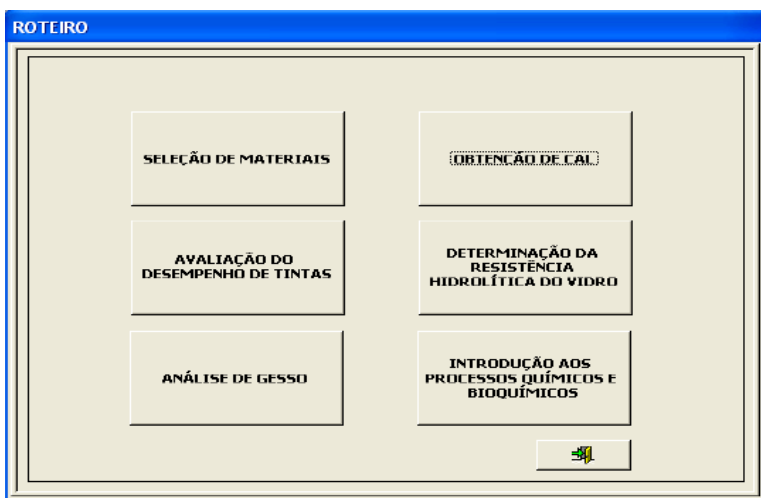 ROTEIRO
SELEÇÃO DE MATERIAIS
OBTENÇÃO DE CAL
AVALIAÇÃO DO
DESEMPENHO DE TINTAS
DETERMINAÇÃO DA
RESISTÊNCIA
HIDROLÍTICA DO VIDRO
ANÁLISE DE GESSO
INTRODUÇÃO AOS
PROCESSOS QUÍMICOS E
BIOQUÍMICOS